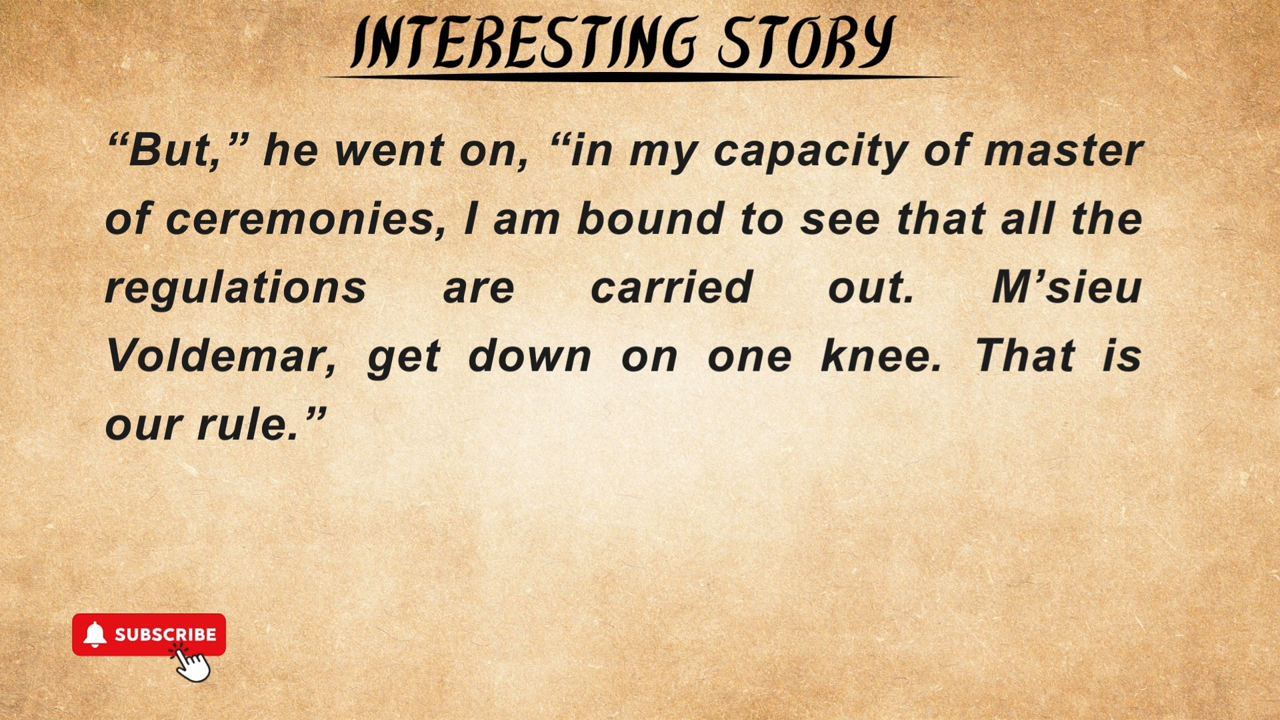 INTERESTING STORY
“But,” he went on, “in my capacity of master
of ceremonies, I am bound to see that all the
regulations are carried out. M’sieu
Voldemar, get down on one knee. That is
our rule.”
SUBSCRIBE